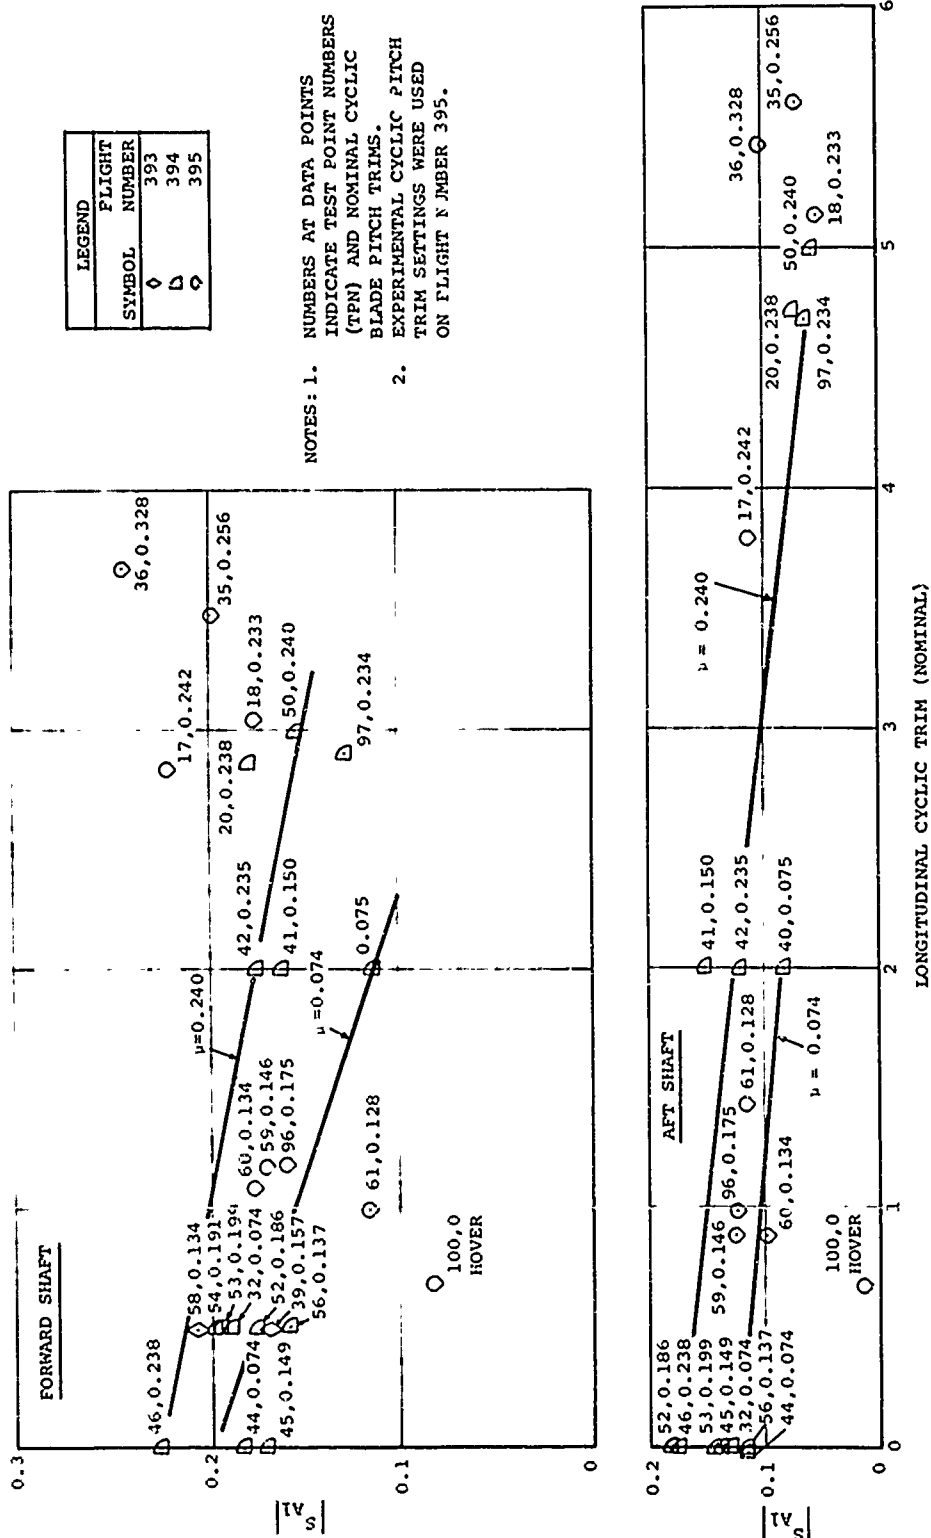 LEGEND
SYMBOL FLIGHT NUMBER
393
394
395
NOTES: 1. NUMBERS AT DATA POINTS
INDICATE TEST POINT NUMBERS
(TPN) AND NOMINAL CYCLIC
BLADE PITCH TRIMS.
2. EXPERIMENTAL CYCLIC PITCH
TRIM SETTINGS WERE USED
ON FLIGHT N MBER 395.
FORWARD SHAFT
0.3
0.2
0.1
0
|S A1|
46,0.238
58,0.134
54,0.191
53,0.199
32,0.074
52,0.186
39,0.157
56,0.137
44,0.074
45,0.149
60,0.134
59,0.146
96,0.175
61,0.128
100,0
HOVER
μ=0.240
μ=0.074
42,0.235
41,0.150
0.075
20,0.238
17,0.242
18,0.233
50,0.240
97,0.234
35,0.256
36,0.328
AFT SHAFT
0.2
0.1
0
|S A1|
52,0.186
46,0.238
53,0.199
45,0.149
32,0.074
56,0.137
44,0.074
59,0.146
96,0.175
61,0.128
60,0.134
100,0
HOVER
μ = 0.074
41,0.150
42,0.235
40,0.075
μ = 0.240
17,0.242
20,0.238
97,0.234
50,0.240
18,0.233
36,0.328
35,0.256
0 1 2 3 4 5 6
LONGITUDINAL CYCLIC TRIM (NOMINAL)